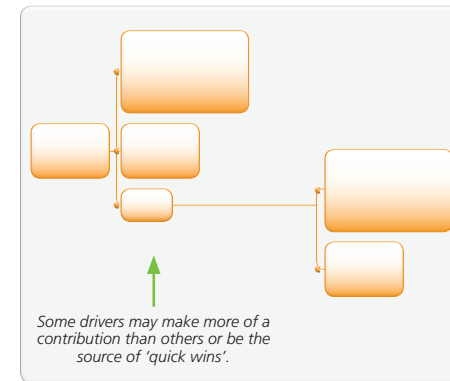 Some drivers may make more of a
contribution than others or be the
source of ‘quick wins’.